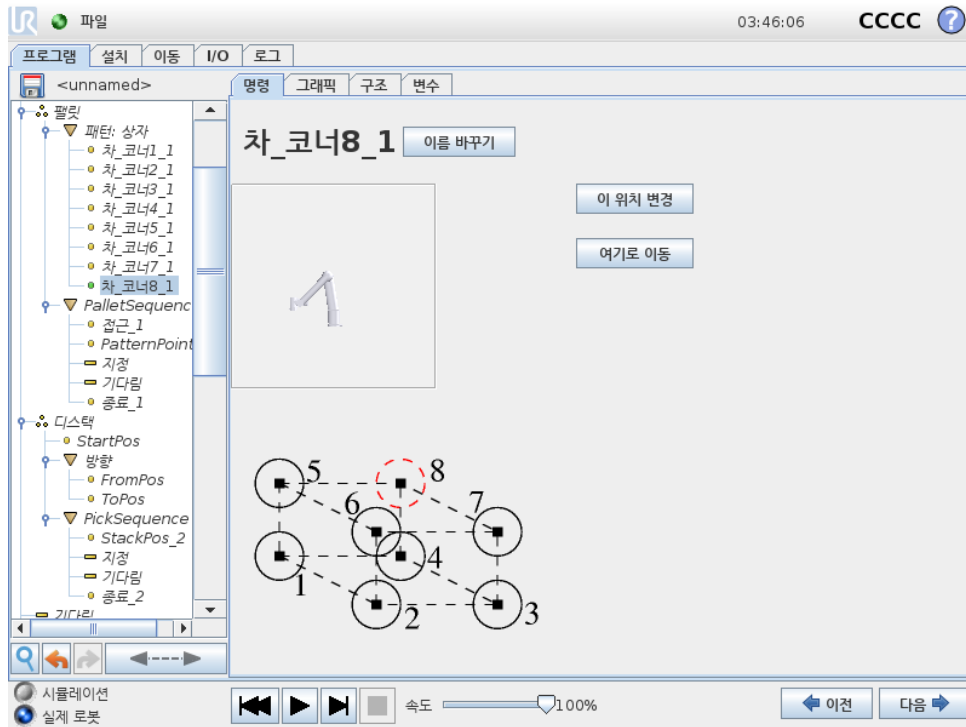 UR 파일 03:46:06 CCCC ?
프로그램 설치 이동 I/O 로그
<unnamed>
명령 그래픽 구조 변수
팔릿
패턴: 상자
차_코너1_1
차_코너2_1
차_코너3_1
차_코너4_1
차_코너5_1
차_코너6_1
차_코너7_1
차_코너8_1
PalletSequenc
접근_1
PatternPoint
지정
기다림
종료_1
디스택
StartPos
방향
FromPos
ToPos
PickSequence
StackPos_2
지정
기다림
종료_2
기다림
차_코너8_1 이름 바꾸기
이 위치 변경
여기로 이동
5 8
6 7
1 4
2 3
시뮬레이션
실제 로봇
속도 100%
이전 다음